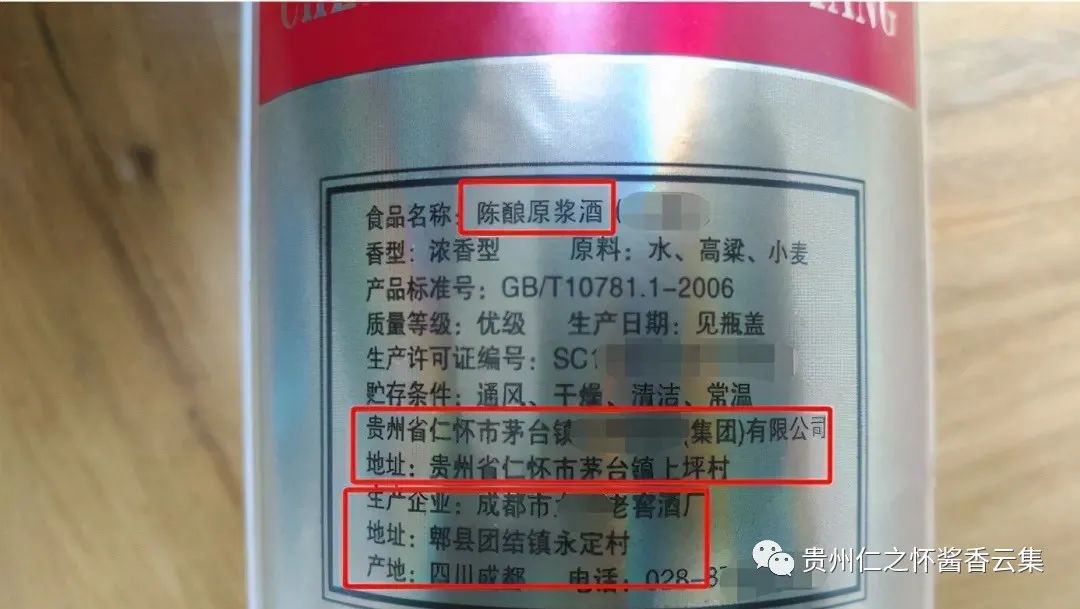 食品名称：陈酿原浆酒（
香型：浓香型 原料：水、高粱、小麦
产品标准号：GB/T10781.1-2006
质量等级：优级 生产日期：见瓶盖
生产许可证编号：SC1
贮存条件：通风、干燥、清洁、常温
贵州省仁怀市茅台镇 (集团)有限公司
地址：贵州省仁怀市茅台镇上坪村
生产企业：成都市 老窖酒厂
地址：郫县团结镇永定村
产地：四川成都 电话：028-8
贵州仁之怀酱香云集